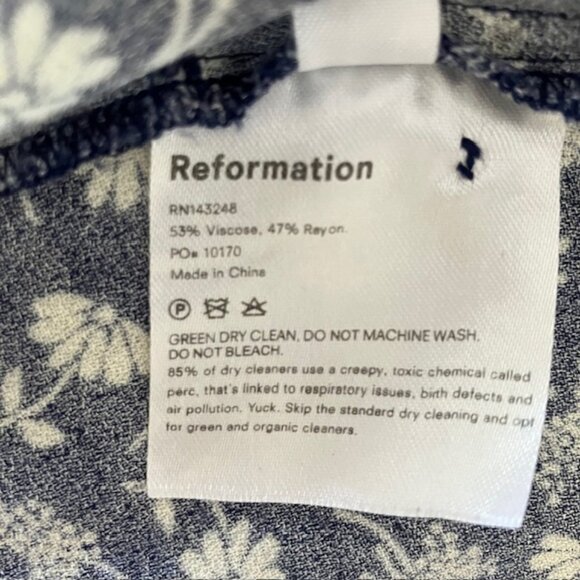 Reformation
RN143248
53% Viscose, 47% Rayon.
PO# 10170
Made in China
P
GREEN DRY CLEAN. DO NOT MACHINE WASH.
DO NOT BLEACH.
85% of dry cleaners use a creepy, toxic chemical called
perc, that's linked to respiratory issues, birth defects and
air pollution. Yuck. Skip the standard dry cleaning and opt
for green and organic cleaners.